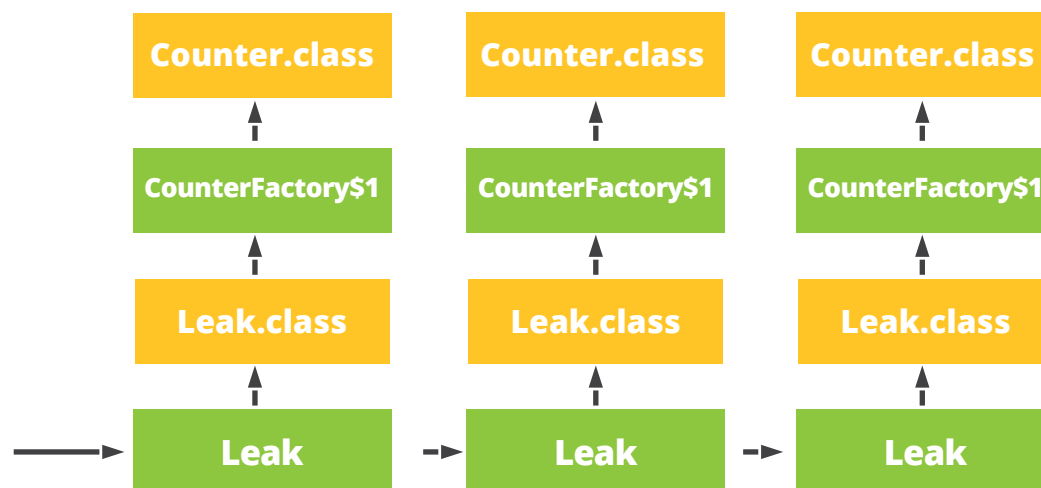 Counter.class
Counter.class
Counter.class
CounterFactory$1
CounterFactory$1
CounterFactory$1
Leak.class
Leak.class
Leak.class
Leak
Leak
Leak